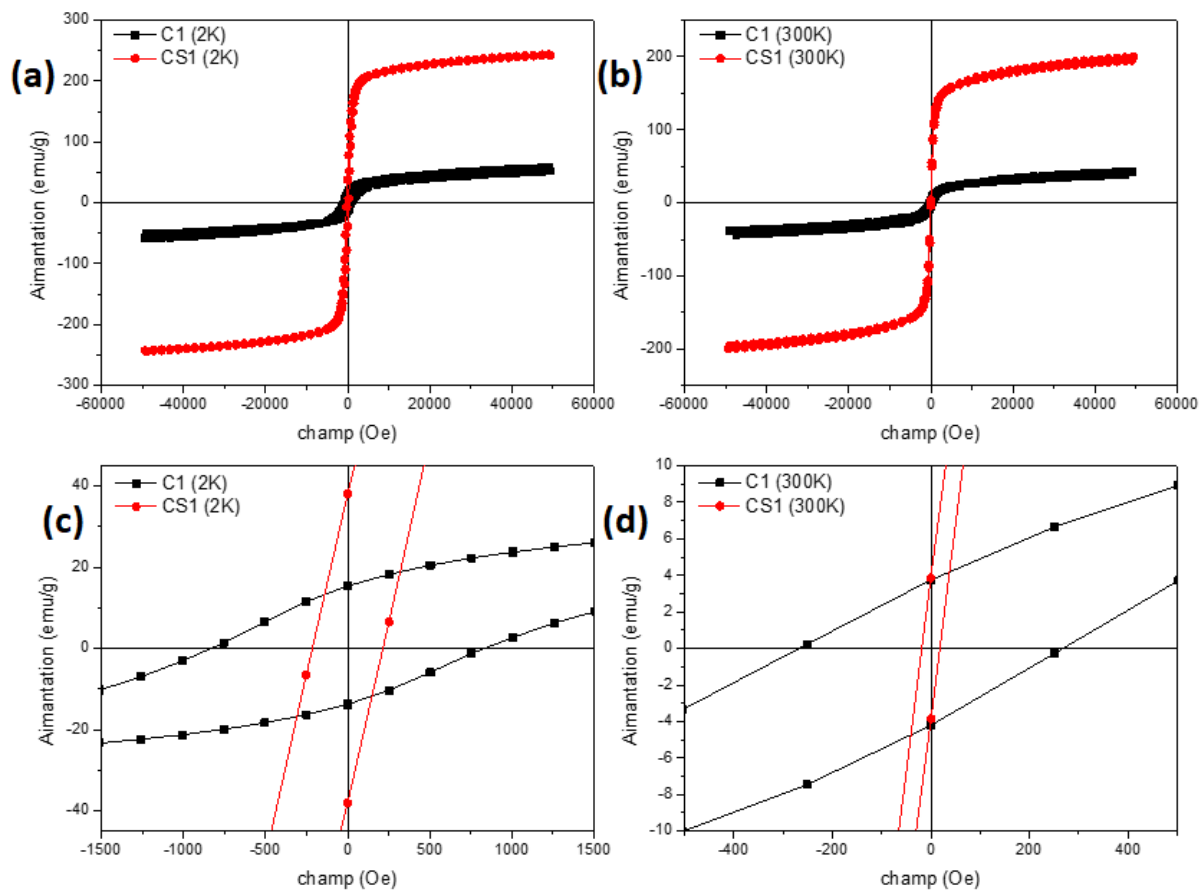 (a)
C1 (2K)
CS1 (2K)
Aimantation (emu/g)
300
200
100
0
-100
-200
-300
-60000 -40000 -20000 0 20000 40000 60000
champ (Oe)
(b)
C1 (300K)
CS1 (300K)
Aimantation (emu/g)
200
100
0
-100
-200
-60000 -40000 -20000 0 20000 40000 60000
champ (Oe)
(c)
C1 (2K)
CS1 (2K)
Aimantation (emu/g)
40
20
0
-20
-40
-1500 -1000 -500 0 500 1000 1500
champ (Oe)
(d)
C1 (300K)
CS1 (300K)
Aimantation (emu/g)
10
8
6
4
2
0
-2
-4
-6
-8
-10
-400 -200 0 200 400
champ (Oe)